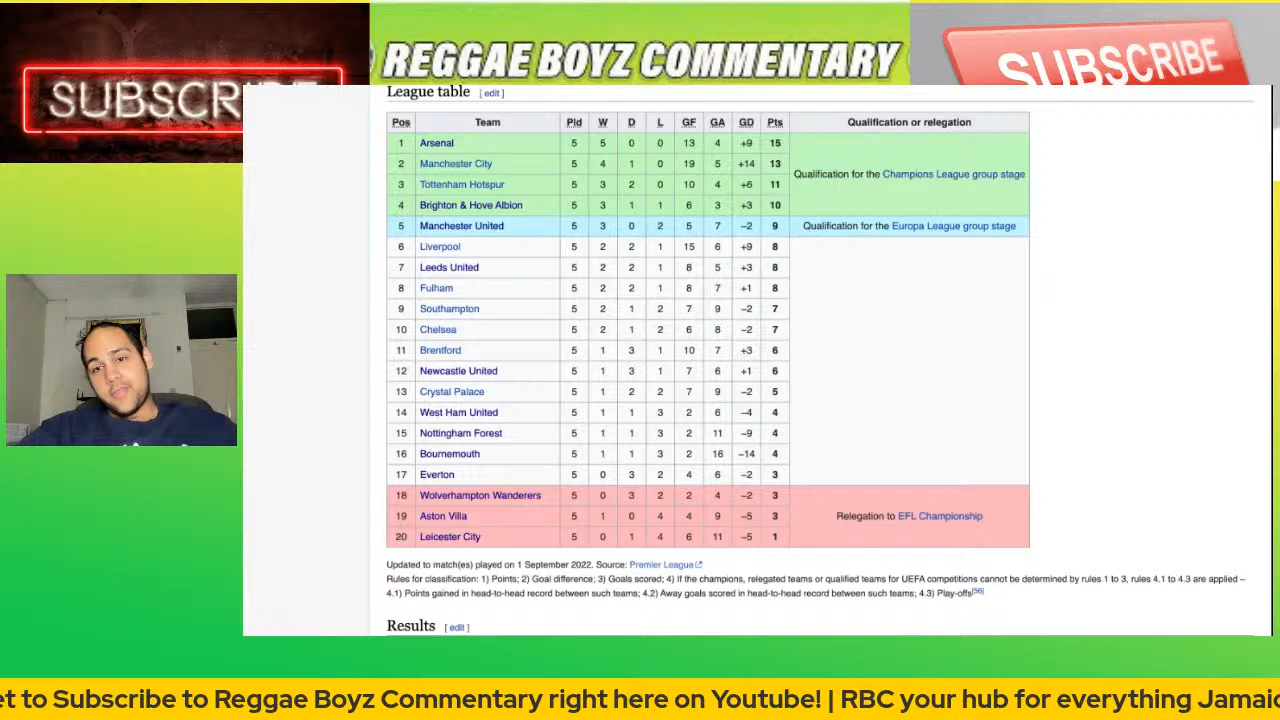 REGGAE BOYZ COMMENTARY
SUBSCRIBE
SUBSCRIBE
League table [ edit ]
Pos Team Pld W D L GF GA GD Pts Qualification or relegation
1 Arsenal 5 5 0 0 13 4 +9 15
2 Manchester City 5 4 1 0 19 5 +14 13
Qualification for the Champions League group stage
3 Tottenham Hotspur 5 3 2 0 10 4 +6 11
4 Brighton & Hove Albion 5 3 1 1 6 3 +3 10
5 Manchester United 5 3 0 2 5 7 −2 9 Qualification for the Europa League group stage
6 Liverpool 5 2 2 1 15 6 +9 8
7 Leeds United 5 2 2 1 8 5 +3 8
8 Fulham 5 2 2 1 8 7 +1 8
9 Southampton 5 2 1 2 7 9 −2 7
10 Chelsea 5 2 1 2 6 8 −2 7
11 Brentford 5 1 3 1 10 7 +3 6
12 Newcastle United 5 1 3 1 7 6 +1 6
13 Crystal Palace 5 1 2 2 7 9 −2 5
14 West Ham United 5 1 1 3 2 6 −4 4
15 Nottingham Forest 5 1 1 3 2 11 −9 4
16 Bournemouth 5 1 1 3 2 16 −14 4
17 Everton 5 0 3 2 4 6 −2 3
18 Wolverhampton Wanderers 5 0 3 2 2 4 −2 3
19 Aston Villa 5 1 0 4 4 9 −5 3 Relegation to EFL Championship
20 Leicester City 5 0 1 4 6 11 −5 1
Updated to match(es) played on 1 September 2022. Source: Premier League
Rules for classification: 1) Points; 2) Goal difference; 3) Goals scored; 4) If the champions, relegated teams or qualified teams for UEFA competitions cannot be determined by rules 1 to 3, rules 4.1 to 4.3 are applied –
4.1) Points gained in head-to-head record between such teams; 4.2) Away goals scored in head-to-head record between such teams; 4.3) Play-offs[56]
Results [ edit ]
et to Subscribe to Reggae Boyz Commentary right here on Youtube! | RBC your hub for everything Jamaic